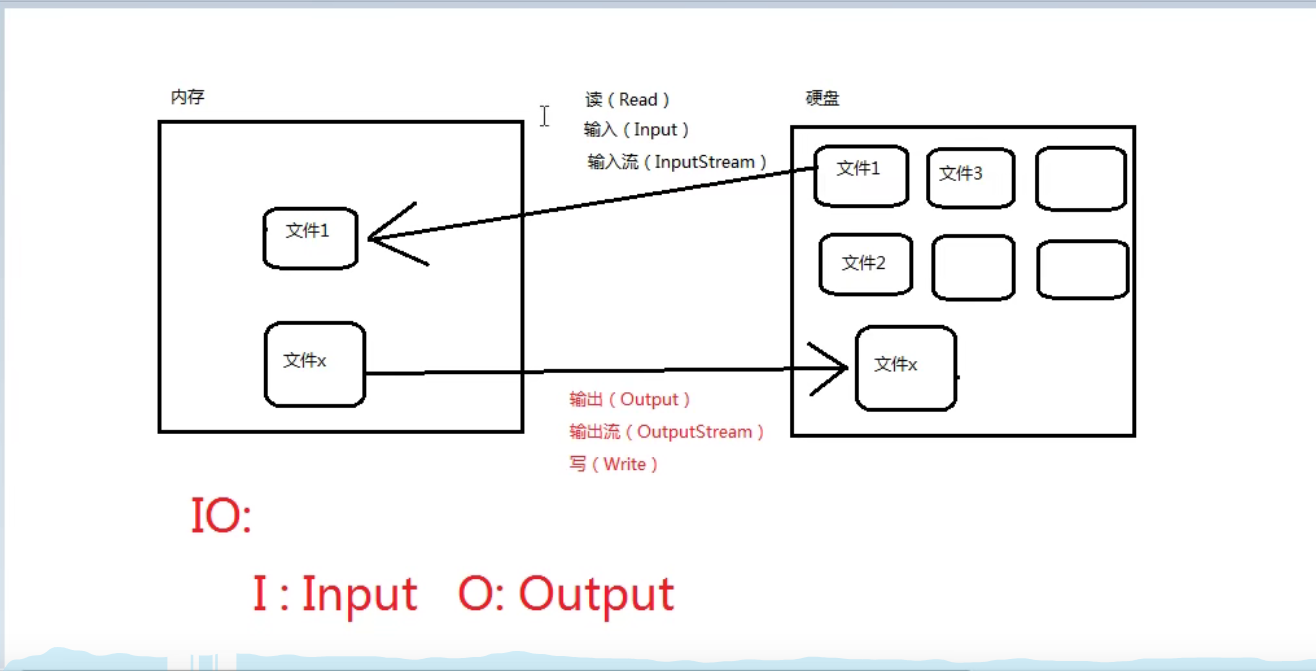 内存
读（Read）
输入（Input）
输入流（InputStream）
硬盘
文件1
文件3
文件1
文件2
文件x
文件x
输出（Output）
输出流（OutputStream）
写（Write）
IO:
I : Input   O: Output